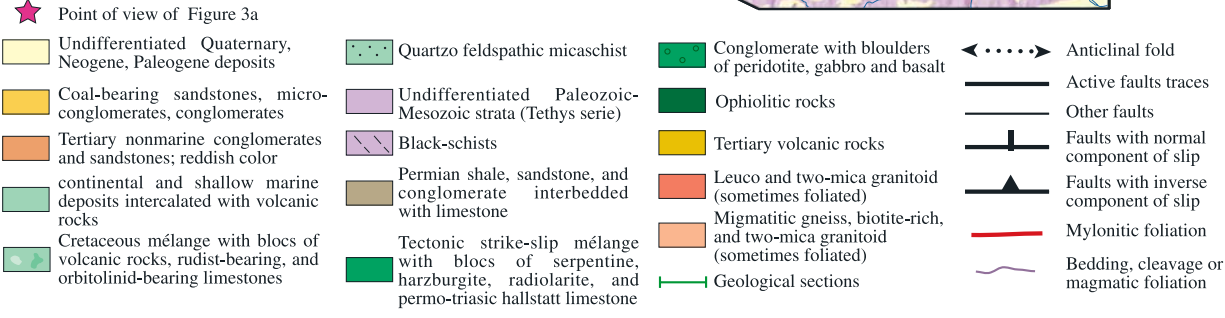 Point of view of Figure 3a
Undifferentiated Quaternary,
Neogene, Paleogene deposits
Coal-bearing sandstones, micro-
conglomerates, conglomerates
Tertiary nonmarine conglomerates
and sandstones; reddish color
continental and shallow marine
deposits intercalated with volcanic
rocks
Cretaceous mélange with blocs of
volcanic rocks, rudist-bearing, and
orbitolinid-bearing limestones
Quartzo feldspathic micaschist
Undifferentiated Paleozoic-
Mesozoic strata (Tethys serie)
Black-schists
Permian shale, sandstone, and
conglomerate interbedded
with limestone
Tectonic strike-slip mélange
with blocs of serpentine,
harzburgite, radiolarite, and
permo-triasic hallstatt limestone
Conglomerate with bloulders
of peridotite, gabbro and basalt
Ophiolitic rocks
Tertiary volcanic rocks
Leuco and two-mica granitoid
(sometimes foliated)
Migmatitic gneiss, biotite-rich,
and two-mica granitoid
(sometimes foliated)
Geological sections
Anticlinal fold
Active faults traces
Other faults
Faults with normal
component of slip
Faults with inverse
component of slip
Mylonitic foliation
Bedding, cleavage or
magmatic foliation